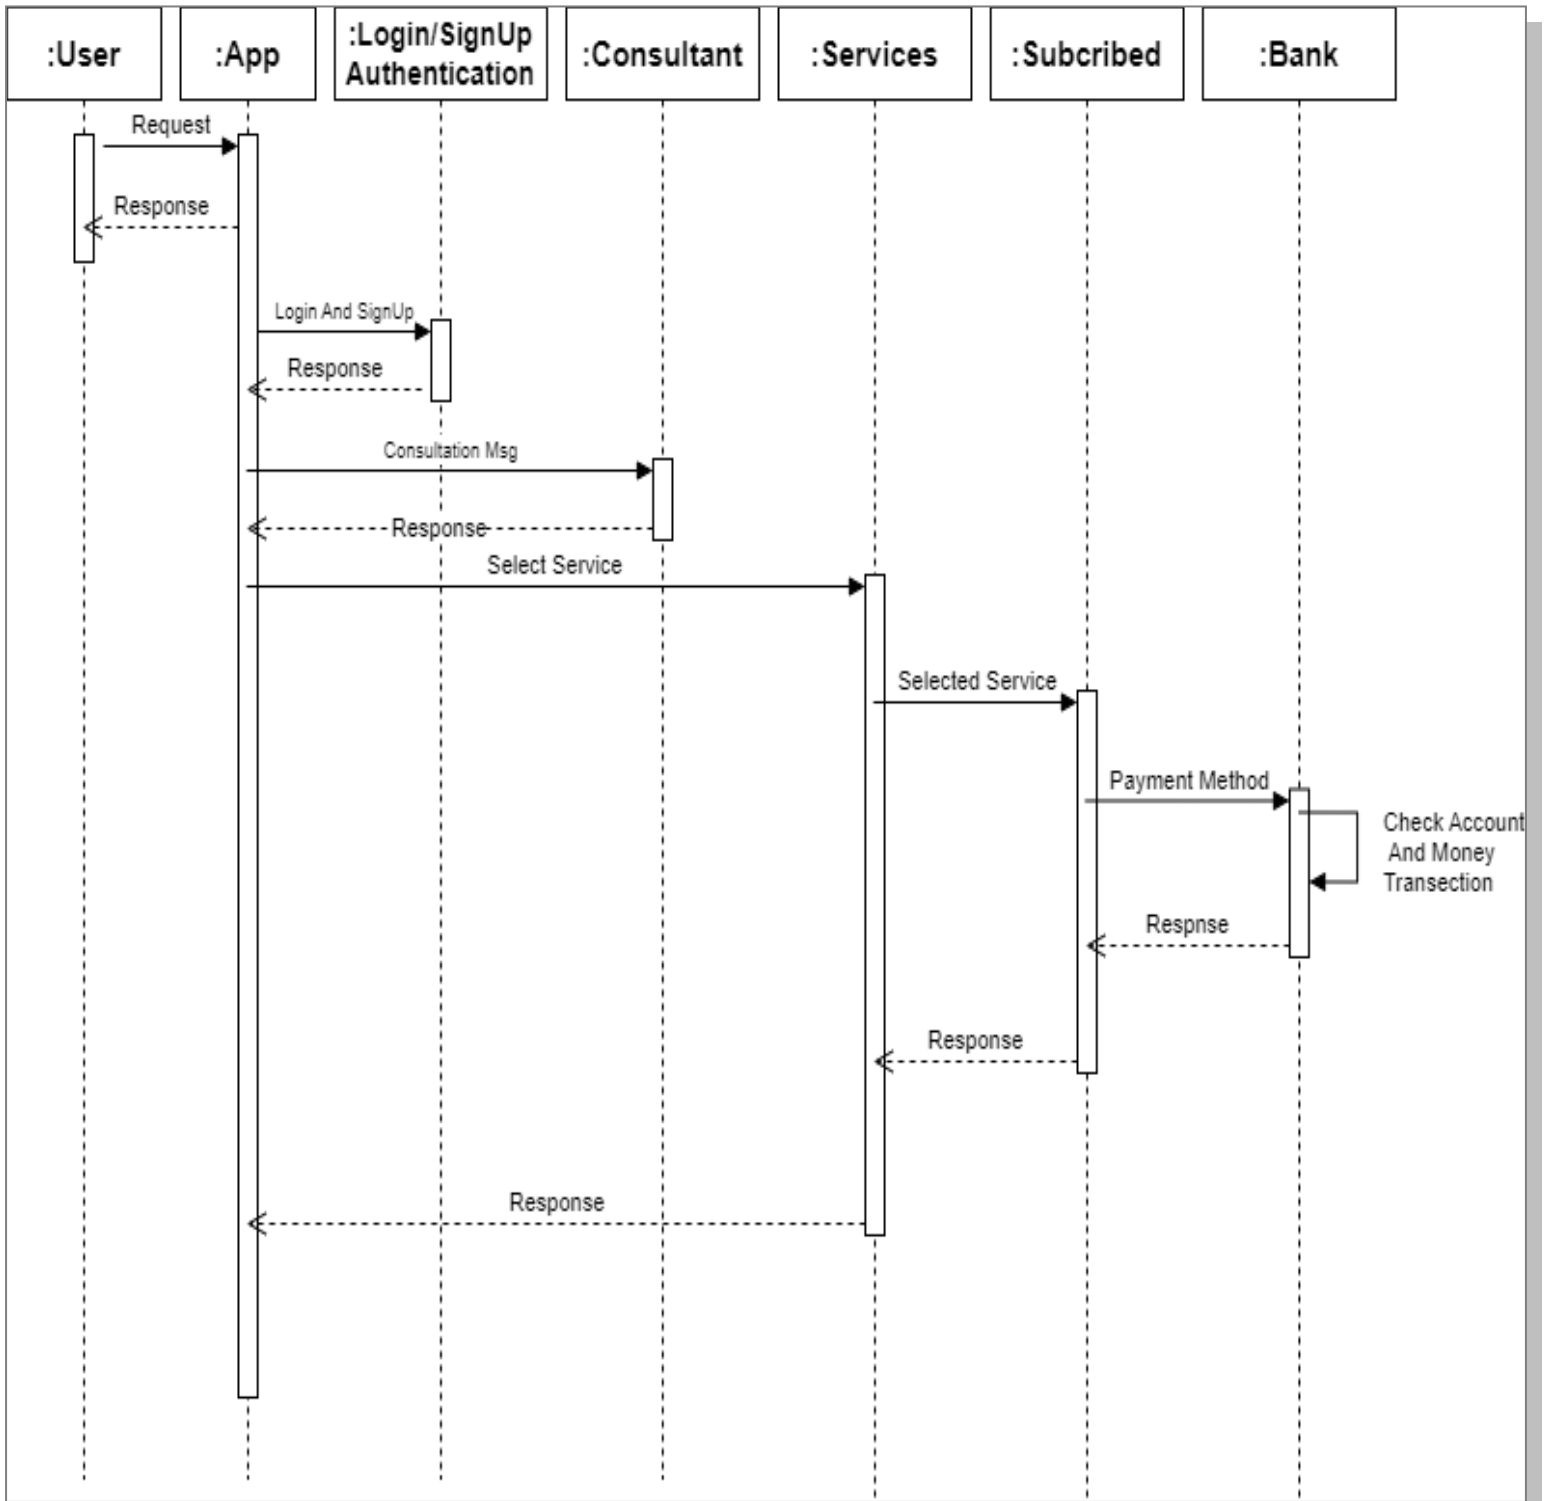 :User
:App
:Login/SignUp
Authentication
:Consultant
:Services
:Subcribed
:Bank
Request
Response
Login And SignUp
Response
Consultation Msg
Response
Select Service
Selected Service
Payment Method
Check Account
And Money
Transection
Respnse
Response
Response